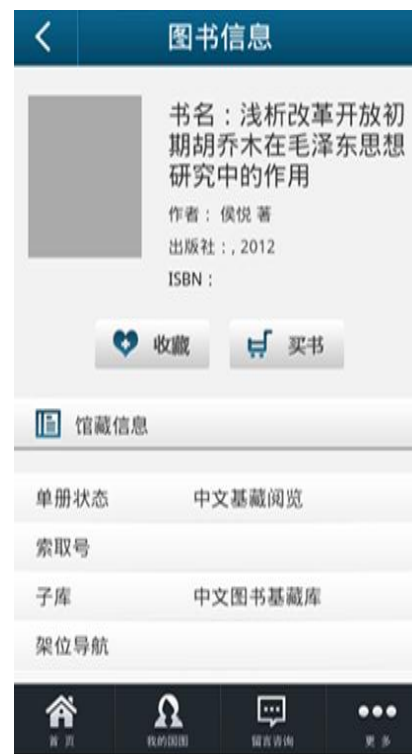 图书信息
书名：浅析改革开放初
期胡乔木在毛泽东思想
研究中的作用
作者： 侯悦 著
出版社：, 2012
ISBN：
收藏
买书
馆藏信息
单册状态 中文基藏阅览
索取号
子库 中文图书基藏库
架位导航
首 页 我的国图 留言咨询 更 多